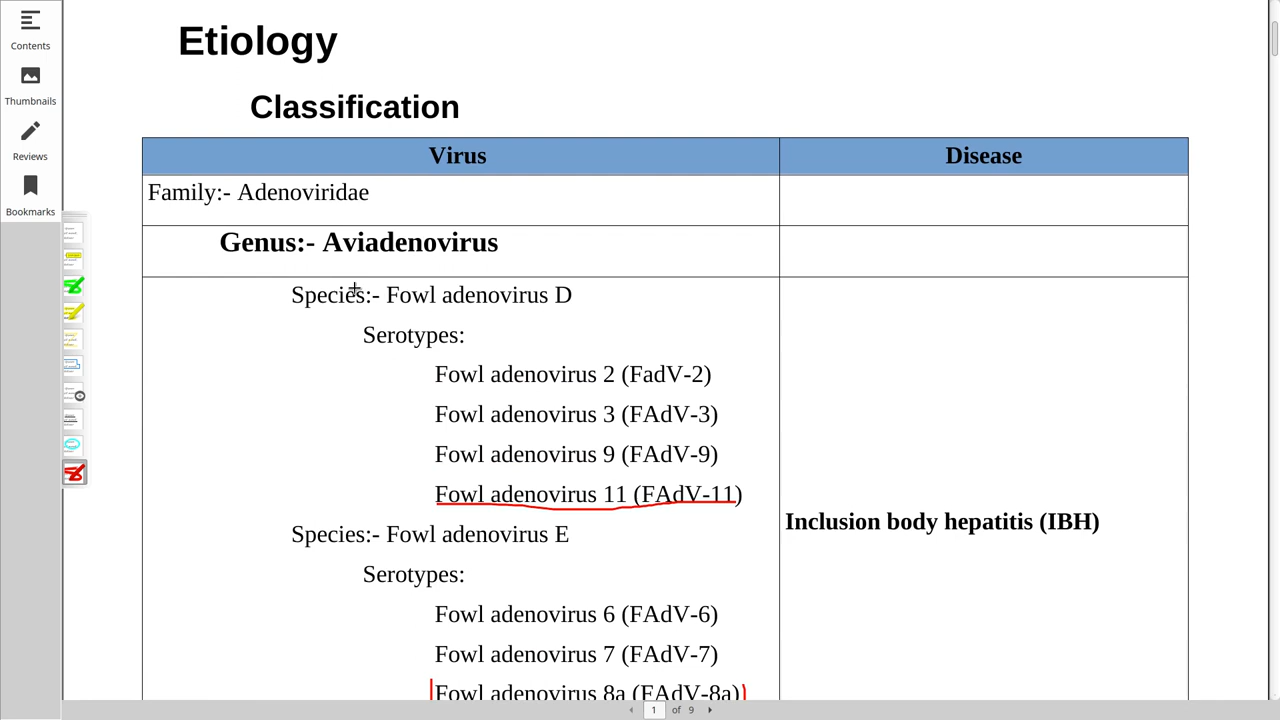 Contents
Thumbnails
Reviews
Bookmarks
Etiology
Classification
Virus Disease
Family:- Adenoviridae
Genus:- Aviadenovirus
Species:- Fowl adenovirus D
Serotypes:
Fowl adenovirus 2 (FadV-2)
Fowl adenovirus 3 (FAdV-3)
Fowl adenovirus 9 (FAdV-9)
Fowl adenovirus 11 (FAdV-11)
Inclusion body hepatitis (IBH)
Species:- Fowl adenovirus E
Serotypes:
Fowl adenovirus 6 (FAdV-6)
Fowl adenovirus 7 (FAdV-7)
Fowl adenovirus 8a (FAdV-8a)
1 of 9